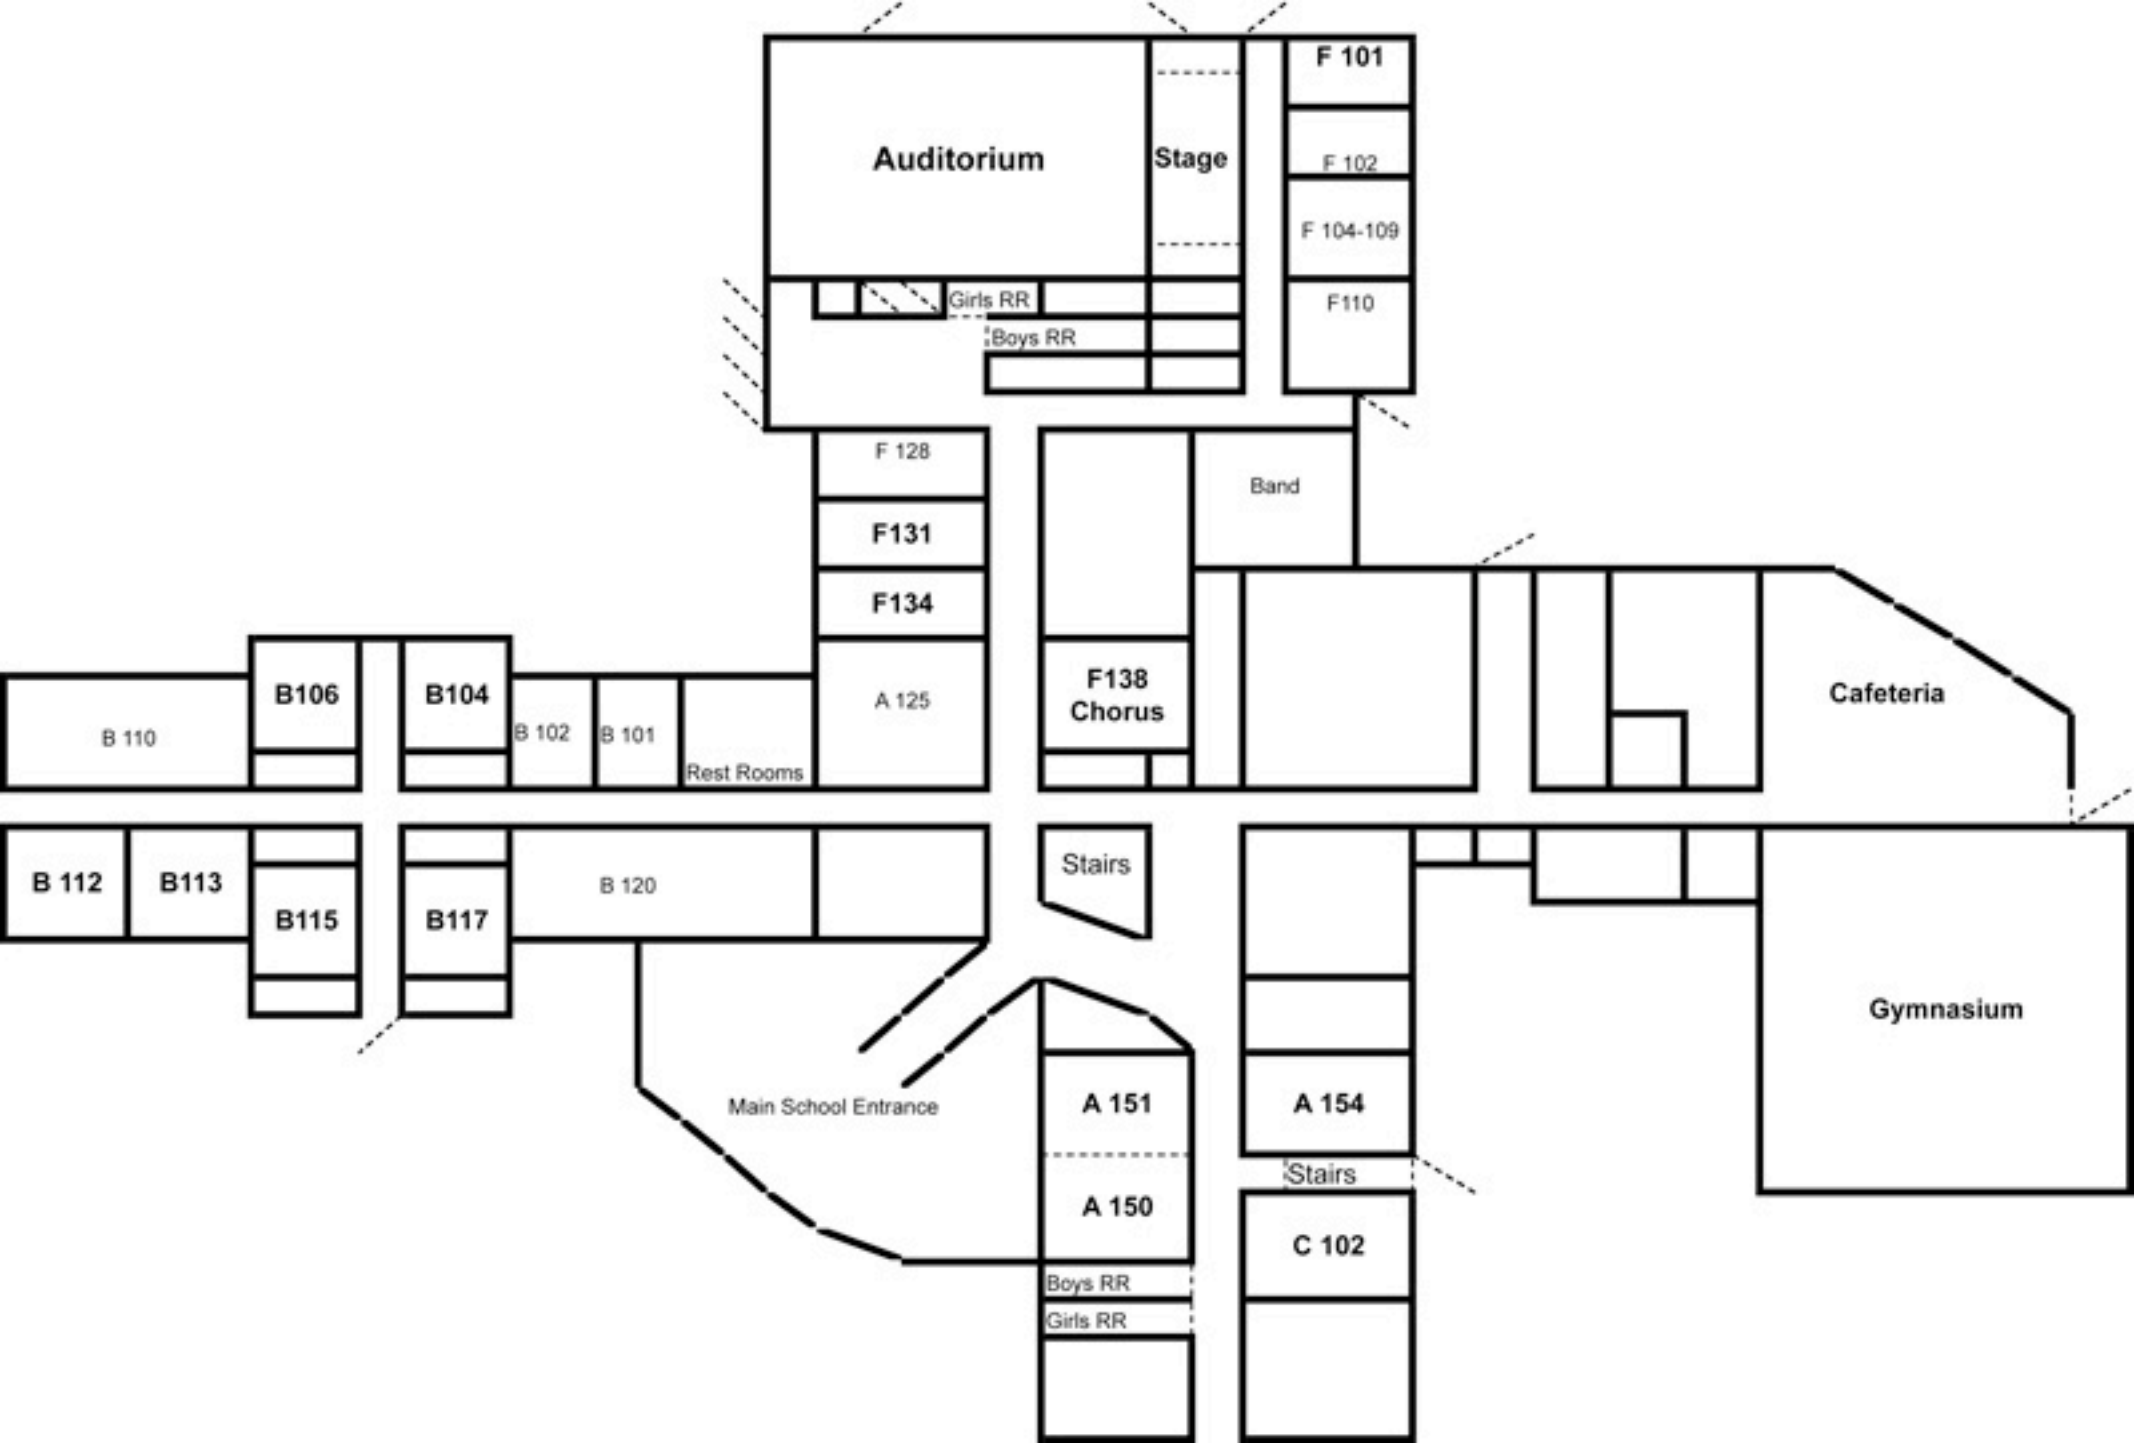 F 101
Auditorium
Stage
F 102
F 104-109
Girls RR
F110
Boys RR
F 128
Band
F131
F134
B106
B104
F138
Chorus
Cafeteria
A 125
B 110
B 102
B 101
Rest Rooms
Stairs
B 112
B113
B 120
B115
B117
Gymnasium
Main School Entrance
A 151
A 154
Stairs
A 150
C 102
Boys RR
Girls RR